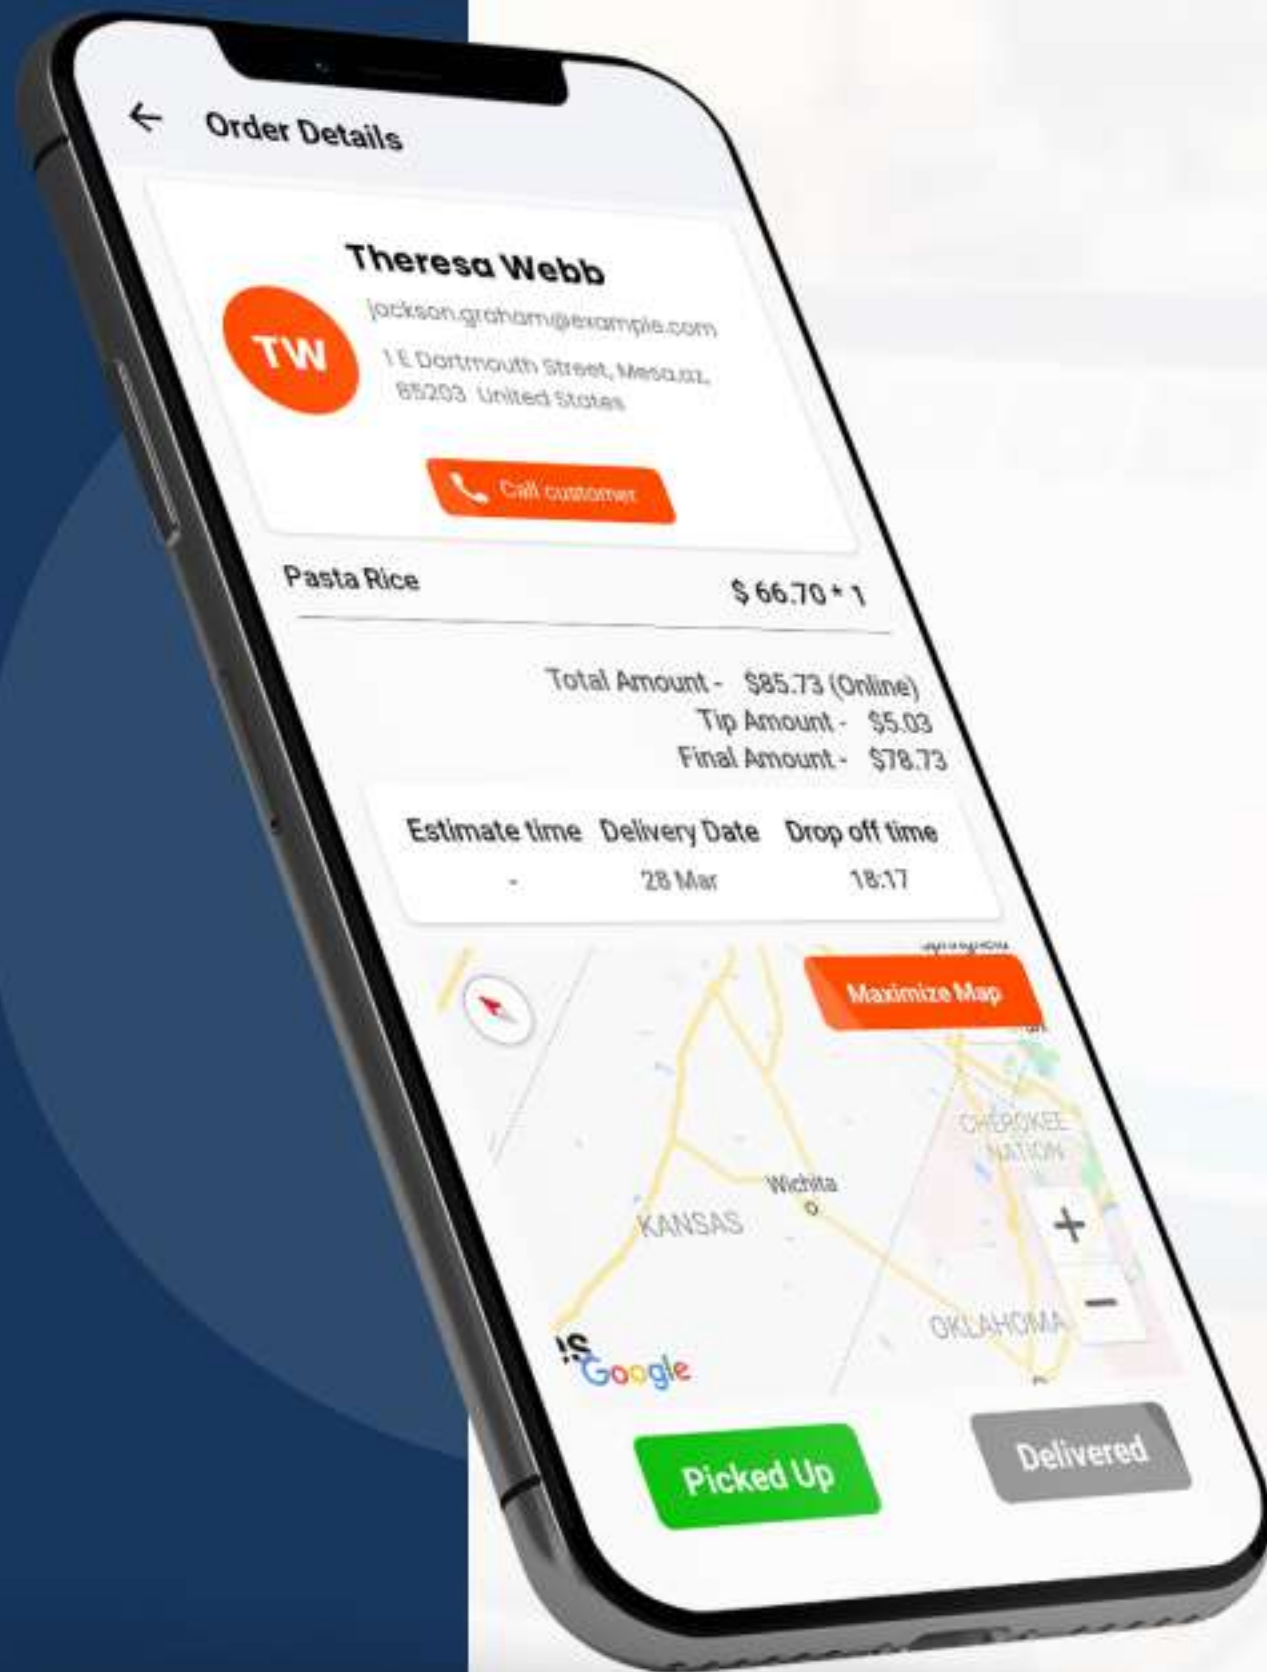 Order Details
Theresa Webb
TW
jackson.graham@example.com
1 E Dartmouth Street, Mesa,az,
85203 United States
Call customer
Pasta Rice $ 66.70 * 1
Total Amount - $85.73 (Online)
Tip Amount - $5.03
Final Amount - $78.73
Estimate time Delivery Date Drop off time
- 28 Mar 18:17
Maximize Map
CHEROKEE
NATION
Wichita
KANSAS
+
OKLAHOMA
−
Google
Picked Up Delivered